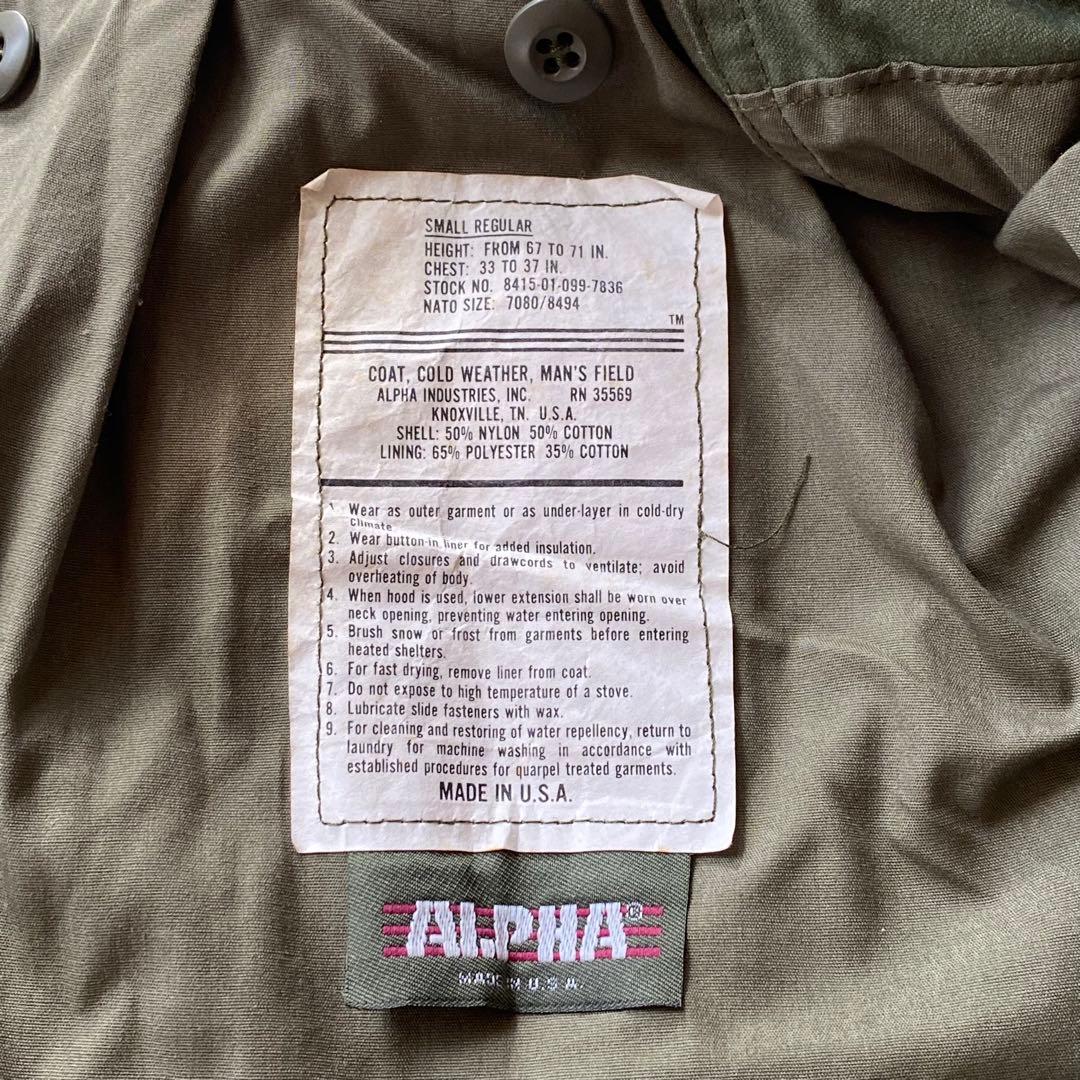 SMALL REGULAR
HEIGHT: FROM 67 TO 71 IN.
CHEST: 33 TO 37 IN.
STOCK NO. 8415-01-099-7836
NATO SIZE: 7080/8494
TM
COAT, COLD WEATHER, MAN'S FIELD
ALPHA INDUSTRIES, INC. RN 35569
KNOXVILLE, TN. U.S.A.
SHELL: 50% NYLON 50% COTTON
LINING: 65% POLYESTER 35% COTTON
1. Wear as outer garment or as under-layer in cold-dry
climate
2. Wear button-in liner for added insulation.
3. Adjust closures and drawcords to ventilate; avoid
overheating of body.
4. When hood is used, lower extension shall be worn over
neck opening, preventing water entering opening.
5. Brush snow or frost from garments before entering
heated shelters.
6. For fast drying, remove liner from coat.
7. Do not expose to high temperature of a stove.
8. Lubricate slide fasteners with wax.
9. For cleaning and restoring of water repellency, return to
laundry for machine washing in accordance with
established procedures for quarpel treated garments.
MADE IN U.S.A.
ALPHA®
MADE IN U.S.A.